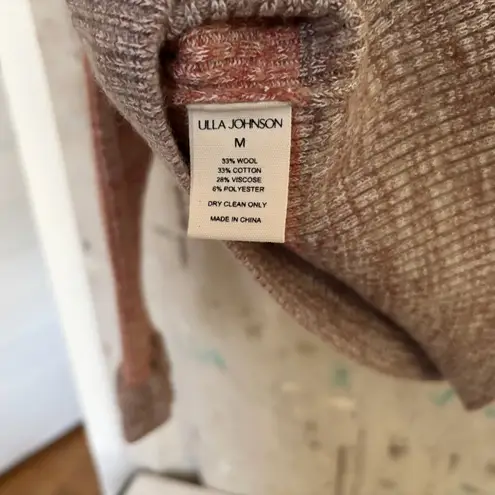 ULLA JOHNSON
M
33% WOOL
33% COTTON
28% VISCOSE
6% POLYESTER
DRY CLEAN ONLY
MADE IN CHINA